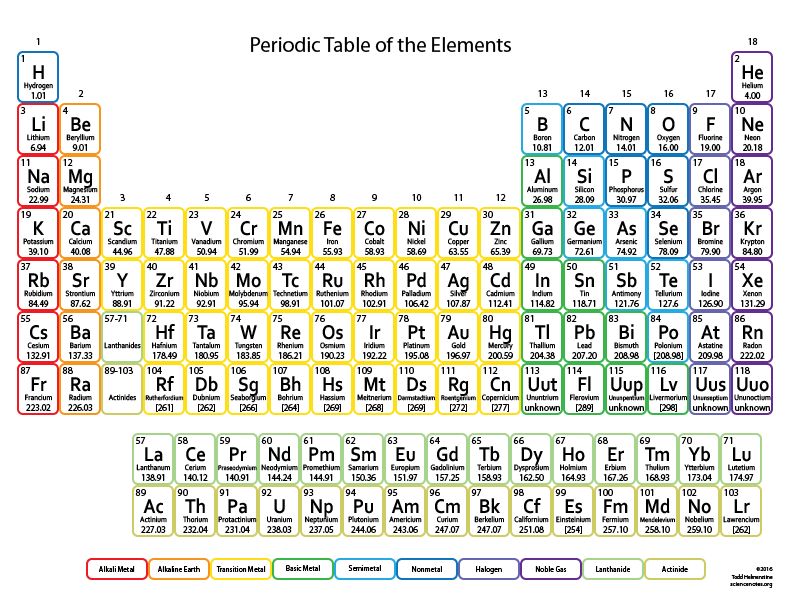 Periodic Table of the Elements
1 18
1 2
H He
Hydrogen Helium
1.01 2 13 14 15 16 17 4.00
3 4 5 6 7 8 9 10
Li Be B C N O F Ne
Lithium Beryllium Boron Carbon Nitrogen Oxygen Fluorine Neon
6.94 9.01 10.81 12.01 14.01 16.00 19.00 20.18
11 12 13 14 15 16 17 18
Na Mg Al Si P S Cl Ar
Sodium Magnesium Aluminum Silicon Phosphorus Sulfur Chlorine Argon
22.99 24.31 3 4 5 6 7 8 9 10 11 12 26.98 28.09 30.97 32.06 35.45 39.95
19 20 21 22 23 24 25 26 27 28 29 30 31 32 33 34 35 36
K Ca Sc Ti V Cr Mn Fe Co Ni Cu Zn Ga Ge As Se Br Kr
Potassium Calcium Scandium Titanium Vanadium Chromium Manganese Iron Cobalt Nickel Copper Zinc Gallium Germanium Arsenic Selenium Bromine Krypton
39.10 40.08 44.96 47.88 50.94 51.99 54.94 55.93 58.93 58.69 63.55 65.39 69.73 72.61 74.92 78.09 79.90 84.80
37 38 39 40 41 42 43 44 45 46 47 48 49 50 51 52 53 54
Rb Sr Y Zr Nb Mo Tc Ru Rh Pd Ag Cd In Sn Sb Te I Xe
Rubidium Strontium Yttrium Zirconium Niobium Molybdenum Technetium Ruthenium Rhodium Palladium Silver Cadmium Indium Tin Antimony Tellurium Iodine Xenon
84.49 87.62 88.91 91.22 92.91 95.94 98.91 101.07 102.91 106.42 107.87 112.41 114.82 118.71 121.76 127.6 126.90 131.29
55 56 57-71 72 73 74 75 76 77 78 79 80 81 82 83 84 85 86
Cs Ba Hf Ta W Re Os Ir Pt Au Hg Tl Pb Bi Po At Rn
Cesium Barium Lanthanides Hafnium Tantalum Tungsten Rhenium Osmium Iridium Platinum Gold Mercury Thallium Lead Bismuth Polonium Astatine Radon
132.91 137.33 178.49 180.95 183.85 186.21 190.23 192.22 195.08 196.97 200.59 204.38 207.20 208.98 [208.98] 209.98 222.02
87 88 89-103 104 105 106 107 108 109 110 111 112 113 114 115 116 117 118
Fr Ra Rf Db Sg Bh Hs Mt Ds Rg Cn Uut Fl Uup Lv Uus Uuo
Francium Radium Actinides Rutherfordium Dubnium Seaborgium Bohrium Hassium Meitnerium Darmstadtium Roentgenium Copernicium Ununtrium Flerovium Ununpentium Livermorium Ununseptium Ununoctium
223.02 226.03 [261] [262] [266] [264] [269] [268] [269] [272] [277] unknown [289] unknown [298] unknown unknown
57 58 59 60 61 62 63 64 65 66 67 68 69 70 71
La Ce Pr Nd Pm Sm Eu Gd Tb Dy Ho Er Tm Yb Lu
Lanthanum Cerium Praseodymium Neodymium Promethium Samarium Europium Gadolinium Terbium Dysprosium Holmium Erbium Thulium Ytterbium Lutetium
138.91 140.12 140.91 144.24 144.91 150.36 151.97 157.25 158.93 162.50 164.93 167.26 168.93 173.04 174.97
89 90 91 92 93 94 95 96 97 98 99 100 101 102 103
Ac Th Pa U Np Pu Am Cm Bk Cf Es Fm Md No Lr
Actinium Thorium Protactinium Uranium Neptunium Plutonium Americium Curium Berkelium Californium Einsteinium Fermium Mendelevium Nobelium Lawrencium
227.03 232.04 231.04 238.03 237.05 244.06 243.06 247.07 247.07 251.08 [254] 257.10 258.10 259.10 [262]
Alkali Metal Alkaline Earth Transition Metal Basic Metal Semimetal Nonmetal Halogen Noble Gas Lanthanide Actinide
©2016
Todd Helmenstine
sciencenotes.org